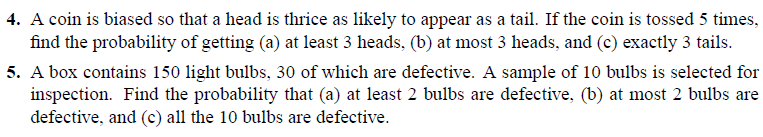 4. A coin is biased so that a head is thrice as likely to appear as a tail. If the coin is tossed 5 times,
find the probability of getting (a) at least 3 heads, (b) at most 3 heads, and (c) exactly 3 tails.
5. A box contains 150 light bulbs, 30 of which are defective. A sample of 10 bulbs is selected for
inspection. Find the probability that (a) at least 2 bulbs are defective, (b) at most 2 bulbs are
defective, and (c) all the 10 bulbs are defective.